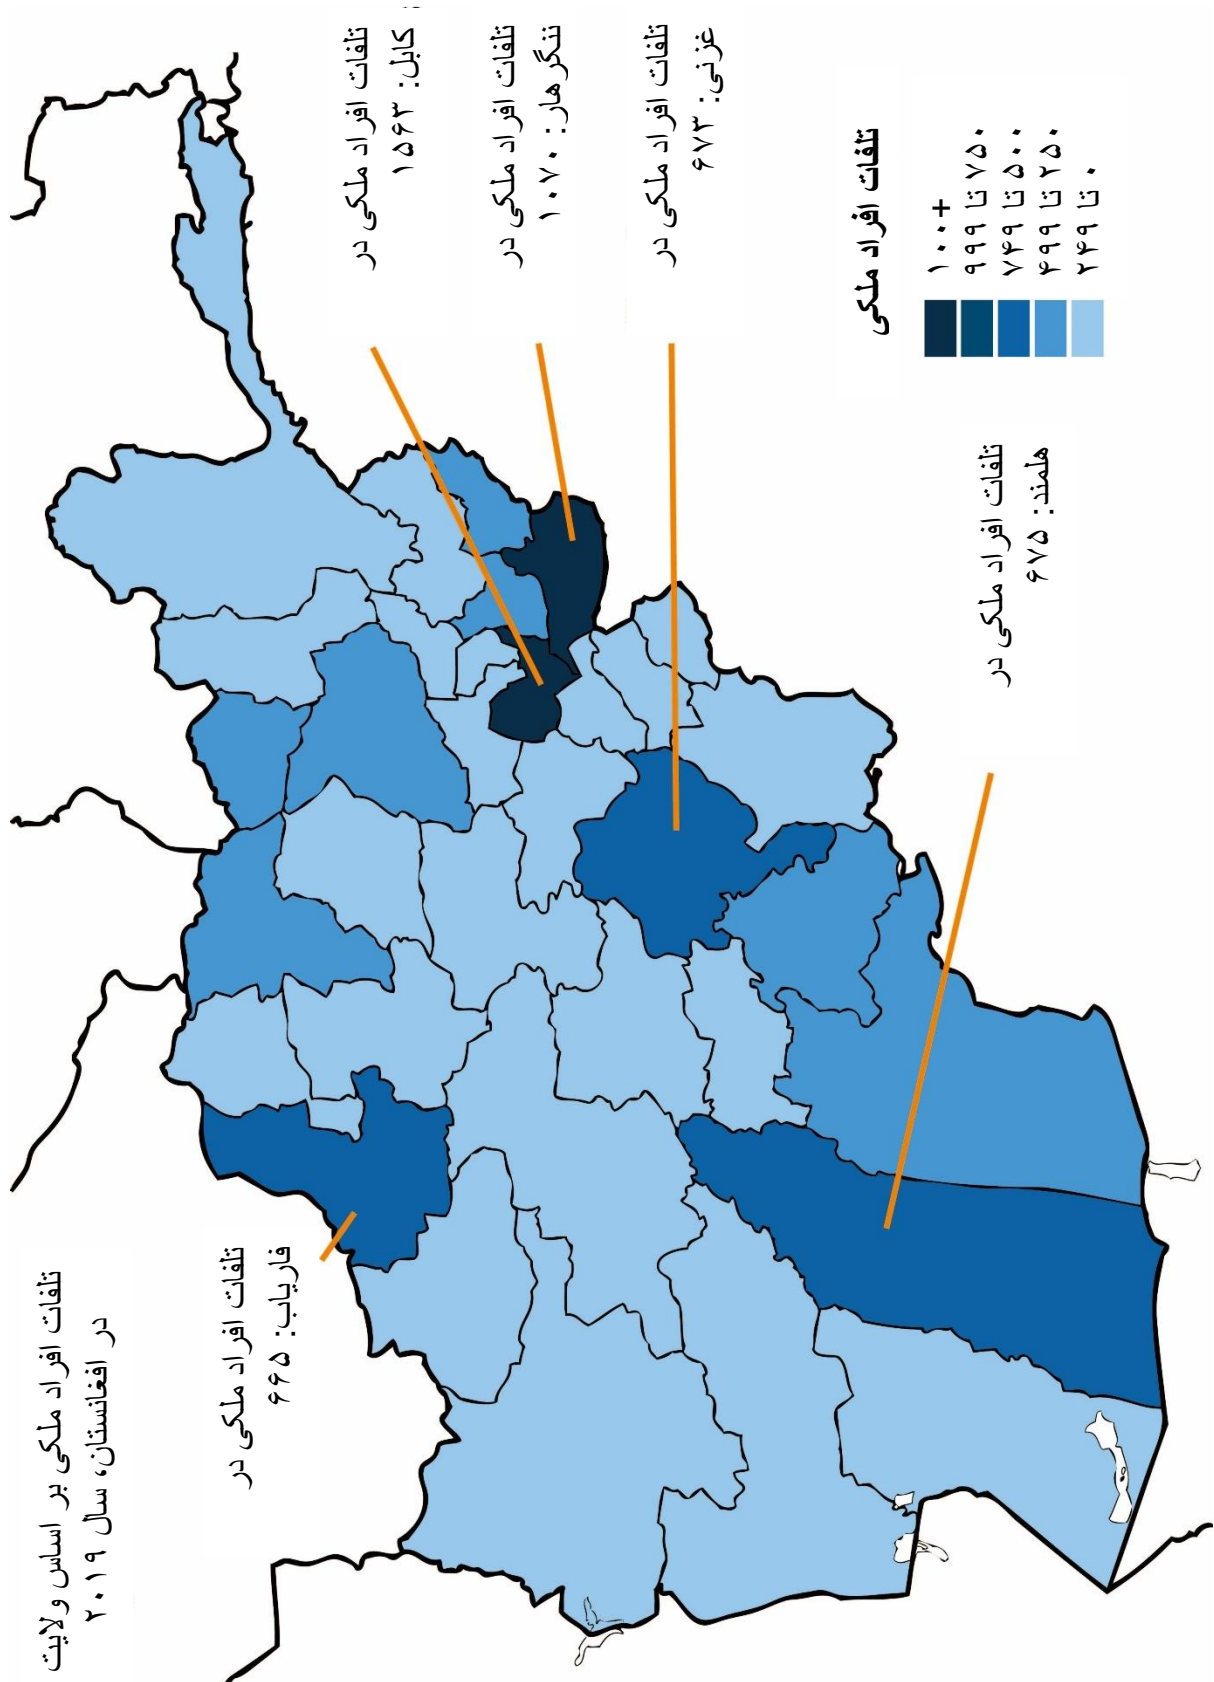 تلفات افراد ملکی بر اساس ولایت
در افغانستان، سال ۲۰۱۹
تلفات افراد ملکی در
فاریاب: ۶۶۵
تلفات افراد ملکی در
کابل: ۱۵۶۳
تلفات افراد ملکی در
ننگرهار: ۱۰۷۰
تلفات افراد ملکی در
غزنی: ۶۷۳
تلفات افراد ملکی در
هلمند: ۶۷۵
تلفات افراد ملکی
۱۰۰۰+
۷۵۰ تا ۹۹۹
۵۰۰ تا ۷۴۹
۲۵۰ تا ۴۹۹
۰ تا ۲۴۹